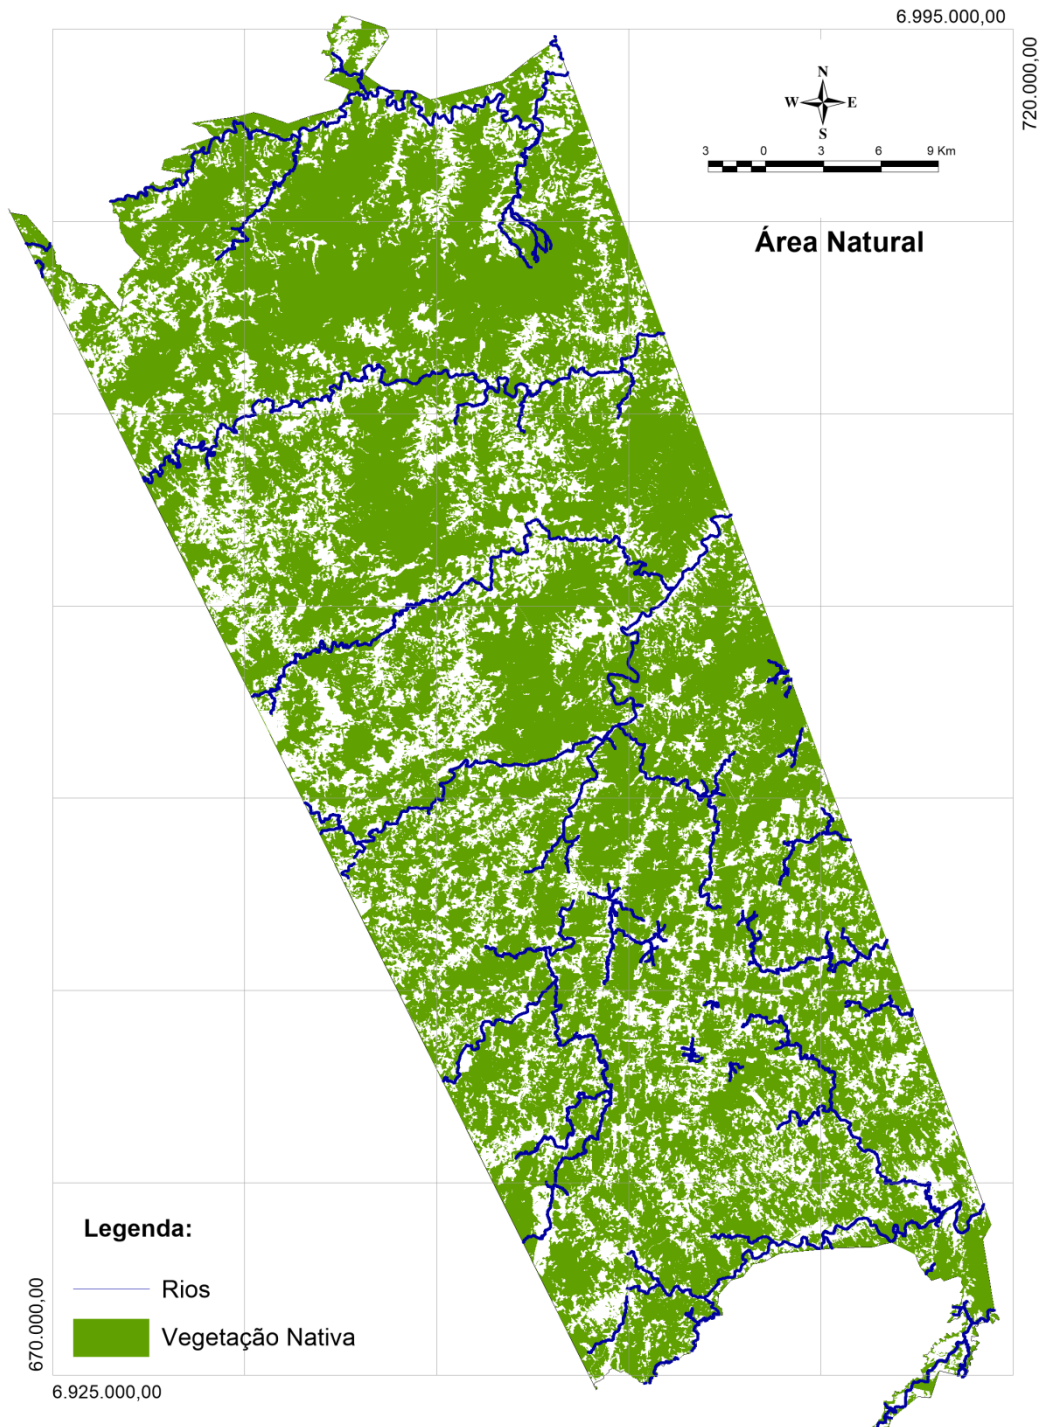 6.995.000,00
720.000,00
N
W E
S
3 0 3 6 9 Km
Área Natural
Legenda:
Rios
Vegetação Nativa
670.000,00
6.925.000,00